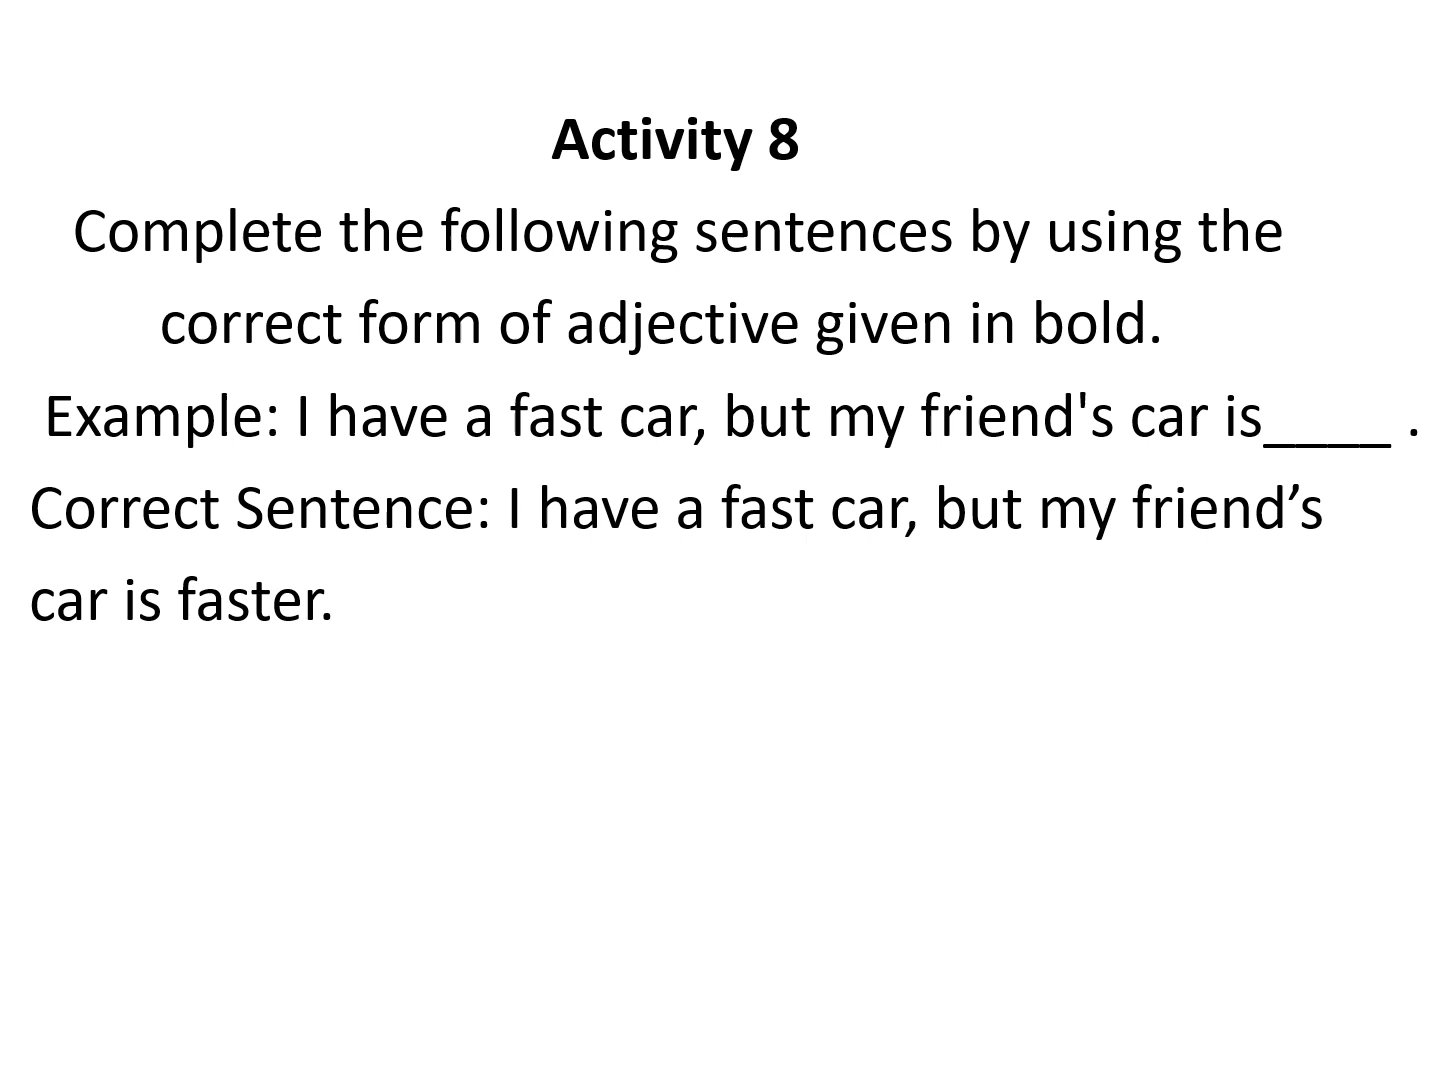 Activity 8
Complete the following sentences by using the
correct form of adjective given in bold.
Example: I have a fast car, but my friend's car is____ .
Correct Sentence: I have a fast car, but my friend’s
car is faster.